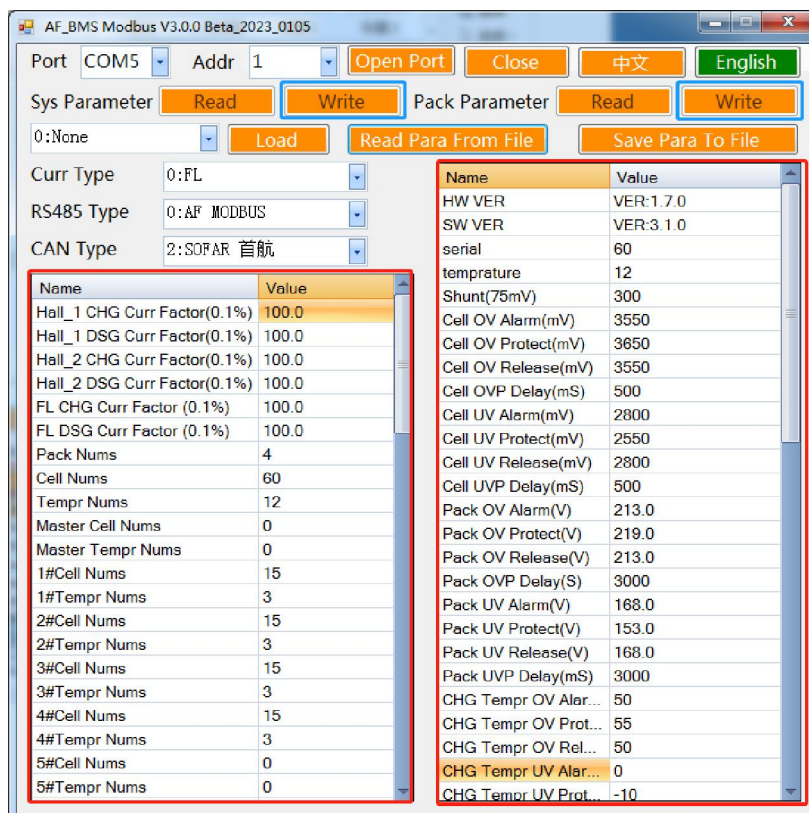 AF_BMS Modbus V3.0.0 Beta_2023_0105
Port COM5 Addr 1 Open Port Close 中文 English
Sys Parameter Read Write Pack Parameter Read Write
0:None Load Read Para From File Save Para To File
Curr Type 0:FL
RS485 Type 0:AF MODBUS
CAN Type 2:SOFAR 首航
Name Value
Hall_1 CHG Curr Factor(0.1%) 100.0
Hall_1 DSG Curr Factor(0.1%) 100.0
Hall_2 CHG Curr Factor(0.1%) 100.0
Hall_2 DSG Curr Factor(0.1%) 100.0
FL CHG Curr Factor (0.1%) 100.0
FL DSG Curr Factor (0.1%) 100.0
Pack Nums 4
Cell Nums 60
Tempr Nums 12
Master Cell Nums 0
Master Tempr Nums 0
1#Cell Nums 15
1#Tempr Nums 3
2#Cell Nums 15
2#Tempr Nums 3
3#Cell Nums 15
3#Tempr Nums 3
4#Cell Nums 15
4#Tempr Nums 3
5#Cell Nums 0
5#Tempr Nums 0
Name Value
HW VER VER:1.7.0
SW VER VER:3.1.0
serial 60
temprature 12
Shunt(75mV) 300
Cell OV Alarm(mV) 3550
Cell OV Protect(mV) 3650
Cell OV Release(mV) 3550
Cell OVP Delay(mS) 500
Cell UV Alarm(mV) 2800
Cell UV Protect(mV) 2550
Cell UV Release(mV) 2800
Cell UVP Delay(mS) 500
Pack OV Alarm(V) 213.0
Pack OV Protect(V) 219.0
Pack OV Release(V) 213.0
Pack OVP Delay(S) 3000
Pack UV Alarm(V) 168.0
Pack UV Protect(V) 153.0
Pack UV Release(V) 168.0
Pack UVP Delay(mS) 3000
CHG Tempr OV Alar... 50
CHG Tempr OV Prot... 55
CHG Tempr OV Rel... 50
CHG Tempr UV Alar... 0
CHG Tempr UV Prot... -10